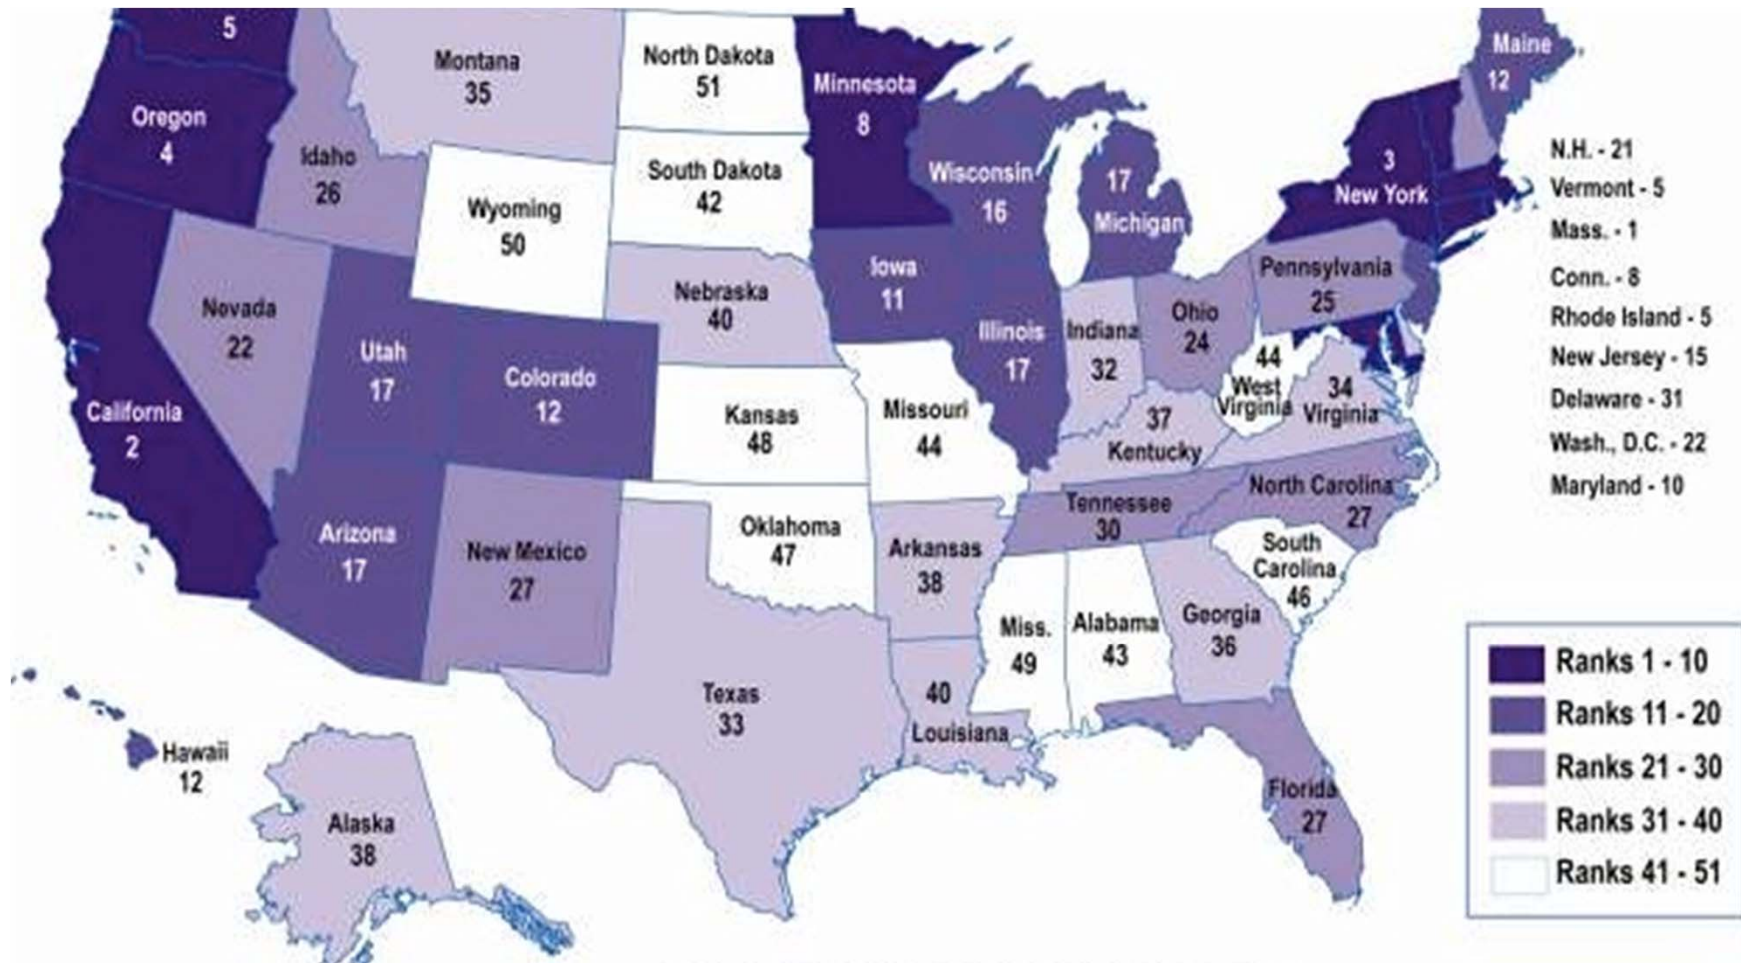 5
Montana
35
North Dakota
51
Minnesota
8
Maine
12
Oregon
4
Idaho
26
South Dakota
42
Wyoming
50
Wisconsin
16
17
Michigan
3
New York
N.H. - 21
Vermont - 5
Mass. - 1
Conn. - 8
Rhode Island - 5
New Jersey - 15
Delaware - 31
Wash., D.C. - 22
Maryland - 10
Nevada
22
Utah
17
Colorado
12
Nebraska
40
Iowa
11
Illinois
17
Indiana
32
Ohio
24
Pennsylvania
25
44
West
Virginia
34
Virginia
California
2
Kansas
48
Missouri
44
37
Kentucky
Arizona
17
New Mexico
27
Oklahoma
47
Arkansas
38
Tennessee
30
North Carolina
27
South
Carolina
46
Miss.
49
Alabama
43
Georgia
36
Texas
33
40
Louisiana
Florida
27
Hawaii
12
Alaska
38
Ranks 1 - 10
Ranks 11 - 20
Ranks 21 - 30
Ranks 31 - 40
Ranks 41 - 51